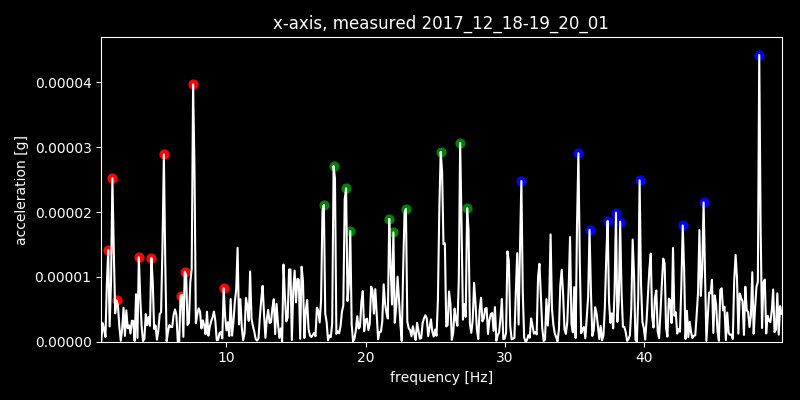 x-axis, measured 2017_12_18-19_20_01
0.00004
0.00003
0.00002
0.00001
0.00000
acceleration [g]
10 20 30 40
frequency [Hz]